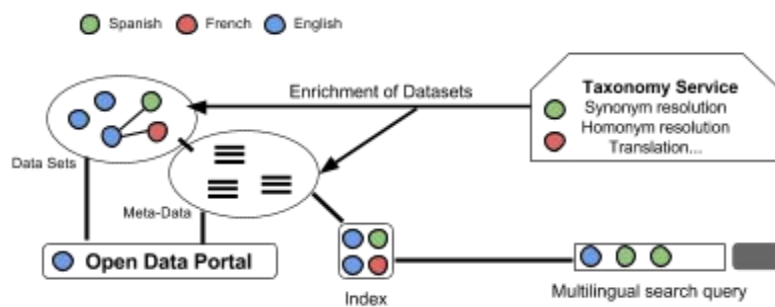 Spanish French English
Enrichment of Datasets
Taxonomy Service
Synonym resolution
Homonym resolution
Translation...
Data Sets
Meta-Data
Open Data Portal
Index
Multilingual search query